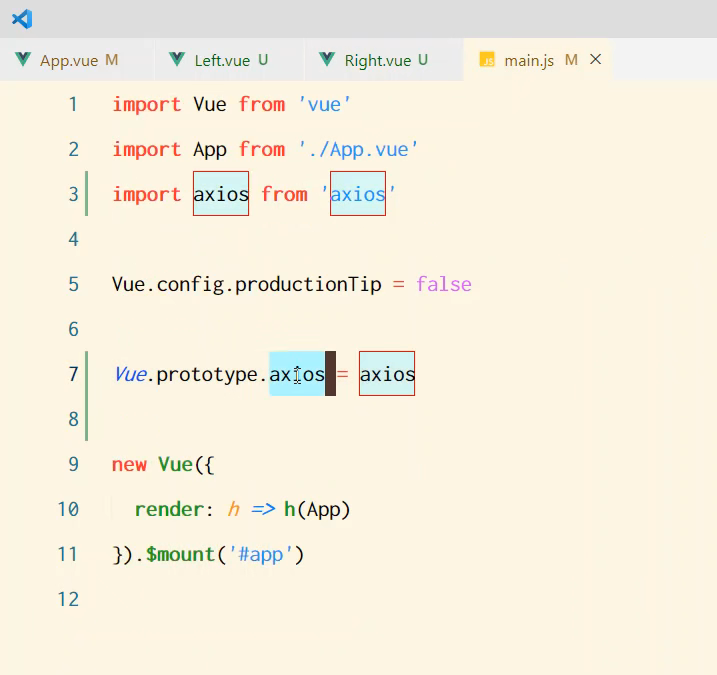 App.vue M Left.vue U Right.vue U JS main.js M
1 import Vue from 'vue'
2 import App from './App.vue'
3 import axios from 'axios'
4
5 Vue.config.productionTip = false
6
7 Vue.prototype.axios = axios
8
9 new Vue({
10 render: h => h(App)
11 }).$mount('#app')
12